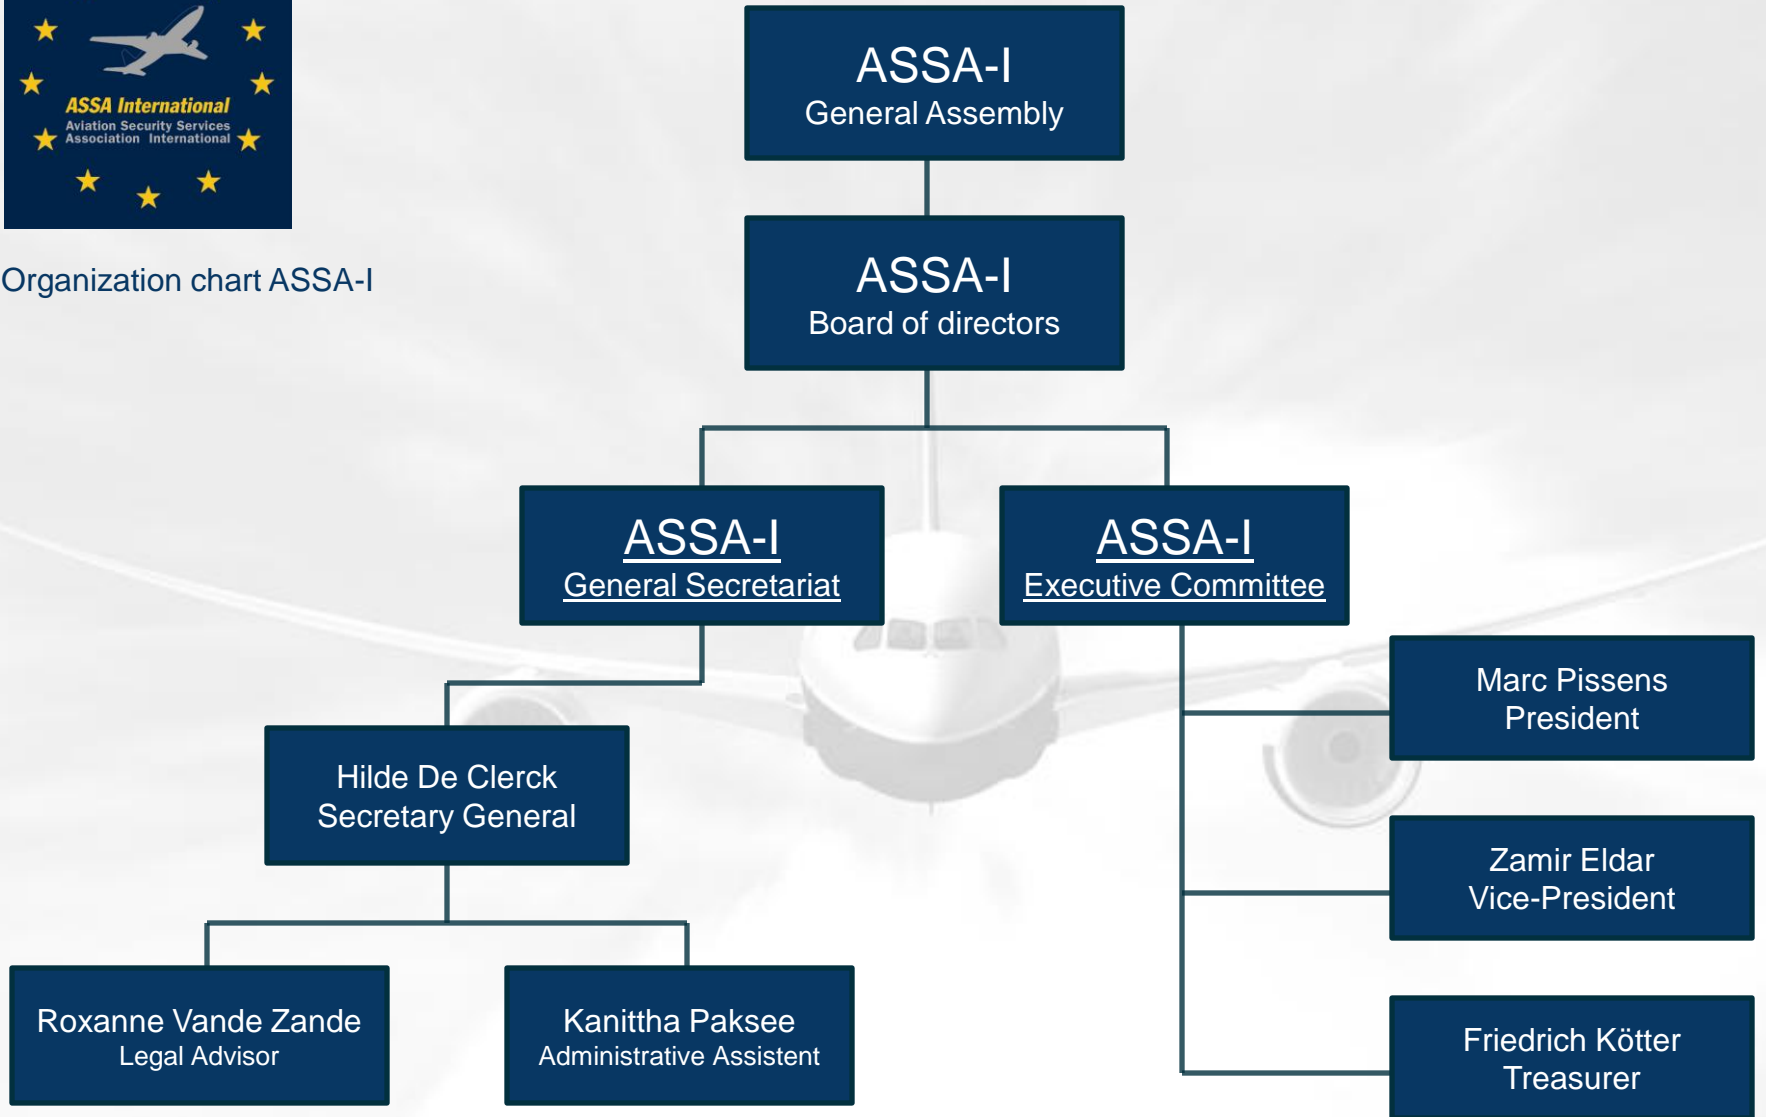 ASSA International
Aviation Security Services
Association International
Organization chart ASSA-I
ASSA-I
General Assembly
ASSA-I
Board of directors
ASSA-I
General Secretariat
ASSA-I
Executive Committee
Hilde De Clerck
Secretary General
Roxanne Vande Zande
Legal Advisor
Kanittha Paksee
Administrative Assistent
Marc Pissens
President
Zamir Eldar
Vice-President
Friedrich Kötter
Treasurer